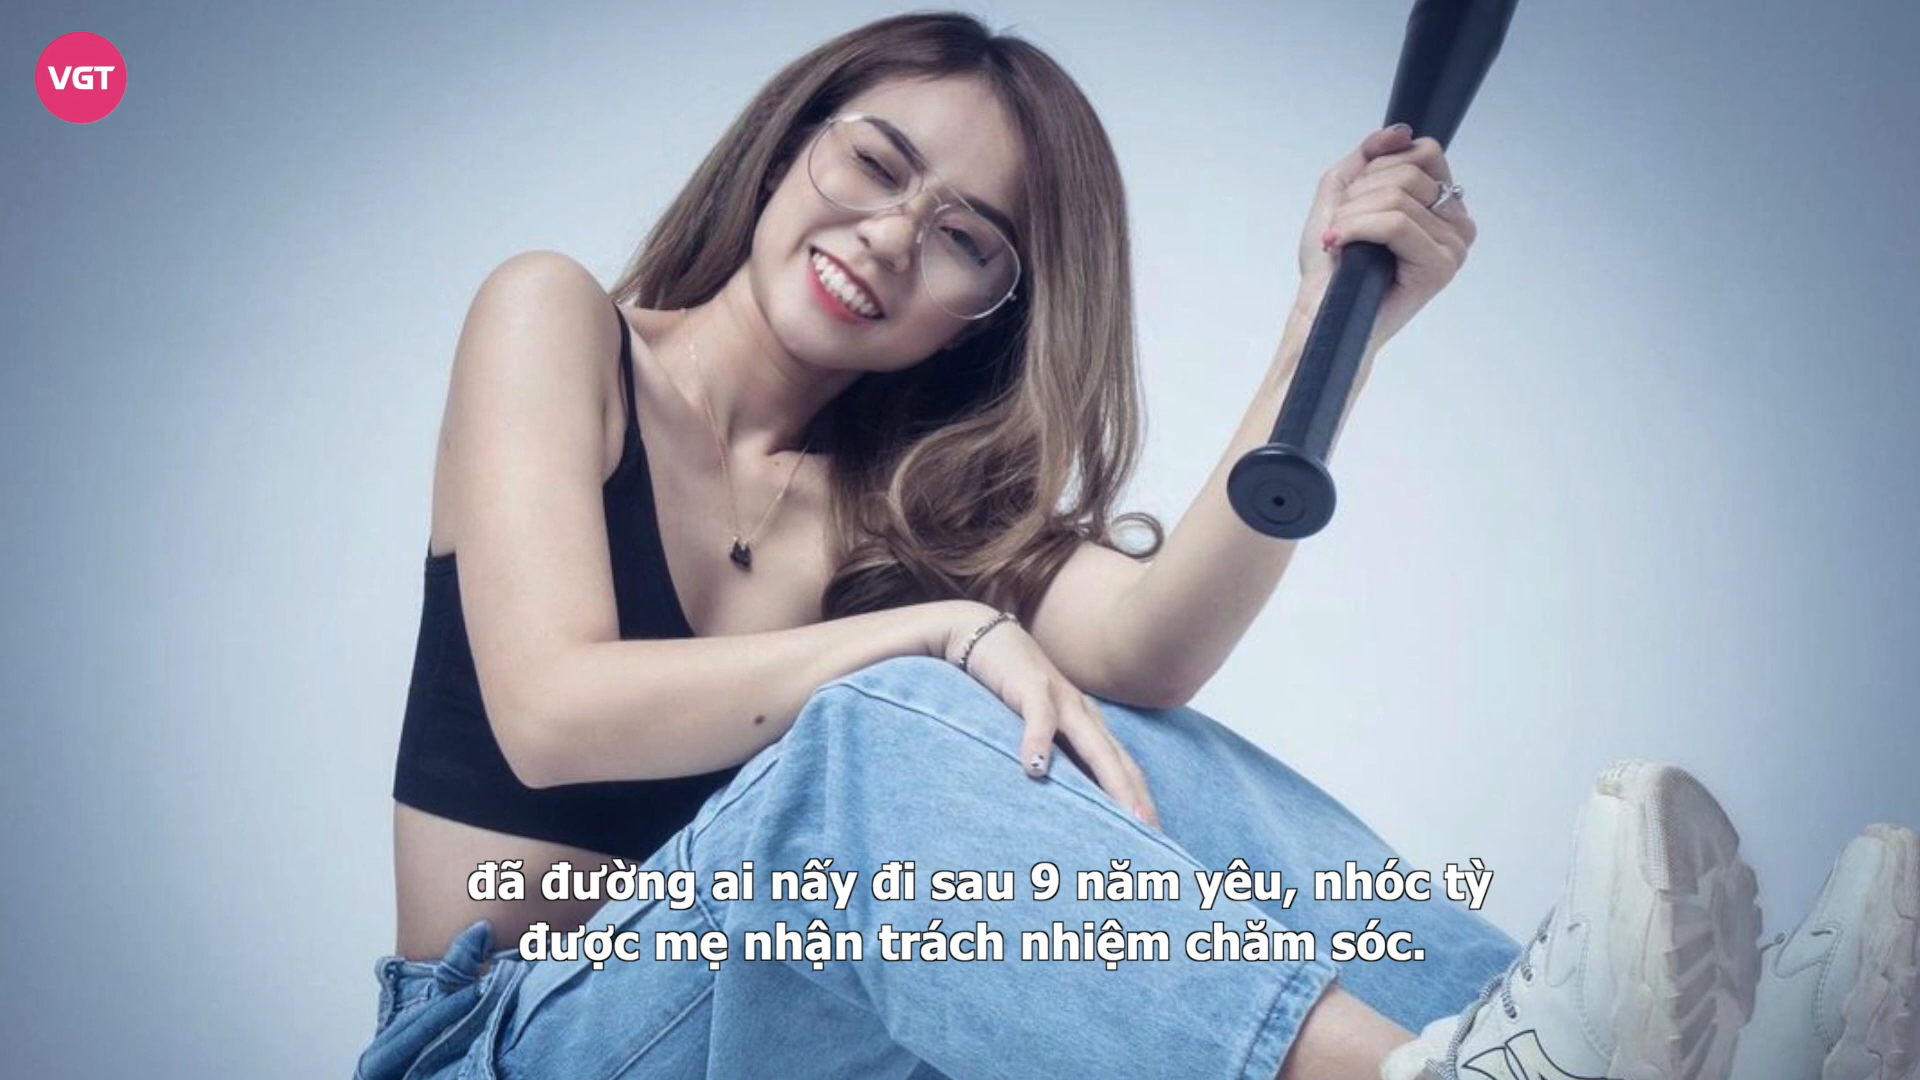 VGT
đã đường ai nấy đi sau 9 năm yêu, nhóc tỳ
được mẹ nhận trách nhiệm chăm sóc.